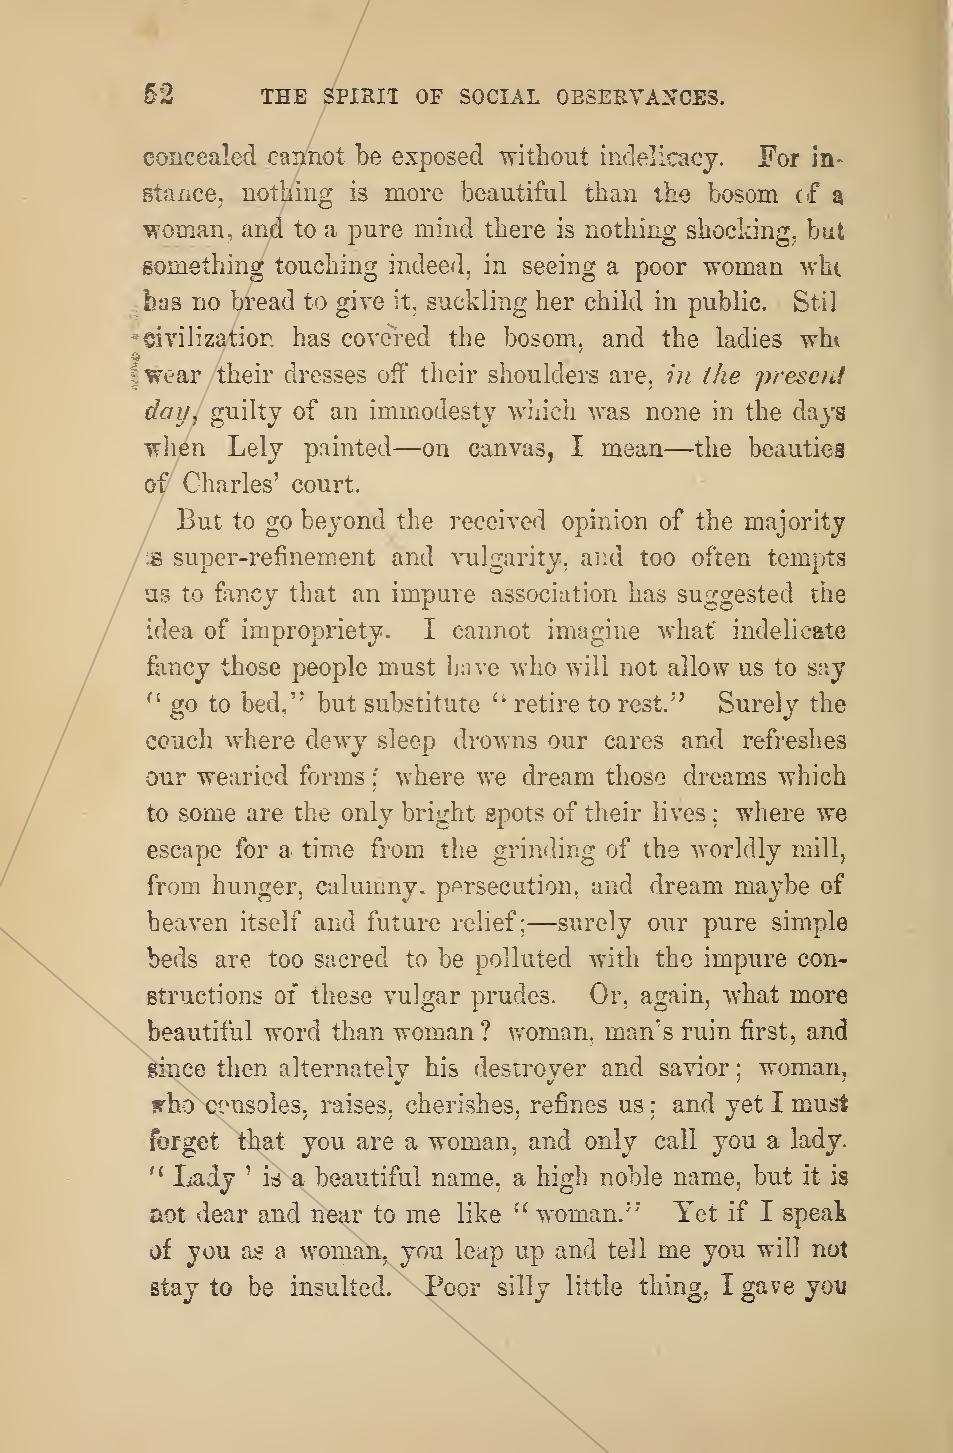 52 THE SPIRIT OF SOCIAL OBSERVANCES.
concealed cannot be exposed without indelicacy. For in-
stance, nothing is more beautiful than the bosom of a
woman, and to a pure mind there is nothing shocking, but
something touching indeed, in seeing a poor woman who
has no bread to give it, suckling her child in public. Stil
civilization has covered the bosom, and the ladies who
wear their dresses off their shoulders are, in the present
day, guilty of an immodesty which was none in the days
when Lely painted—on canvas, I mean—the beauties
of Charles' court.
But to go beyond the received opinion of the majority
is super-refinement and vulgarity, and too often tempts
us to fancy that an impure association has suggested the
idea of impropriety. I cannot imagine what indelicate
fancy those people must have who will not allow us to say
"go to bed," but substitute "retire to rest." Surely the
couch where dewy sleep drowns our cares and refreshes
our wearied forms; where we dream those dreams which
to some are the only bright spots of their lives; where we
escape for a time from the grinding of the worldly mill,
from hunger, calumny, persecution, and dream maybe of
heaven itself and future relief;—surely our pure simple
beds are too sacred to be polluted with the impure con-
structions of these vulgar prudes. Or, again, what more
beautiful word than woman? woman, man's ruin first, and
since then alternately his destroyer and savior; woman,
who consoles, raises, cherishes, refines us; and yet I must
forget that you are a woman, and only call you a lady.
"Lady' is a beautiful name, a high noble name, but it is
not dear and near to me like "woman." Yet if I speak
of you as a woman, you leap up and tell me you will not
stay to be insulted. Poor silly little thing, I gave you